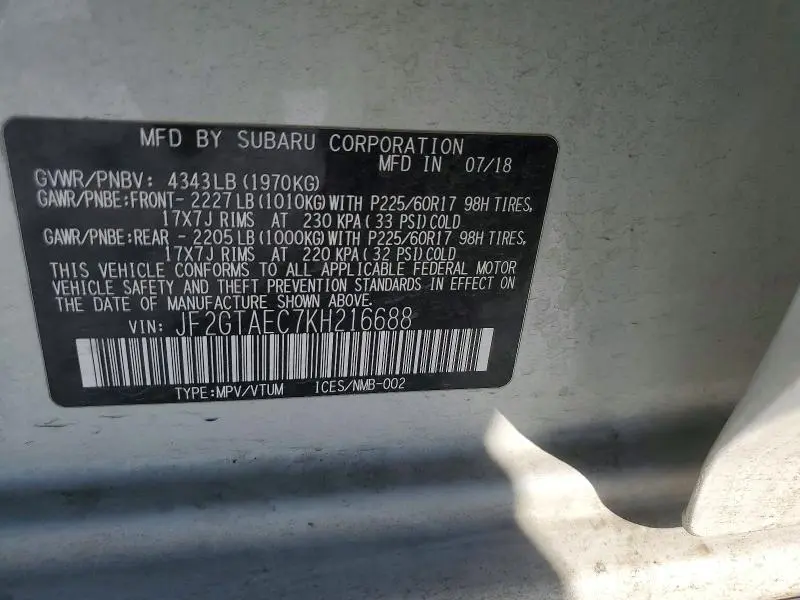 MFD BY SUBARU CORPORATION
MFD IN 07/18
GVWR/PNBV: 4343LB(1970KG)
GAWR/PNBE:FRONT- 2227LB(1010KG)WITH P225/60R17 98H TIRES,
17X7J RIMS AT 230 KPA(33 PSI)COLD
GAWR/PNBE:REAR - 2205LB(1000KG)WITH P225/60R17 98H TIRES,
17X7J RIMS AT 220 KPA(32 PSI)COLD
THIS VEHICLE CONFORMS TO ALL APPLICABLE FEDERAL MOTOR
VEHICLE SAFETY AND THEFT PREVENTION STANDARDS IN EFFECT ON
THE DATE OF MANUFACTURE SHOWN ABOVE.
VIN: JF2GTAEC7KH216688
TYPE:MPV/VTUM ICES/NMB-002